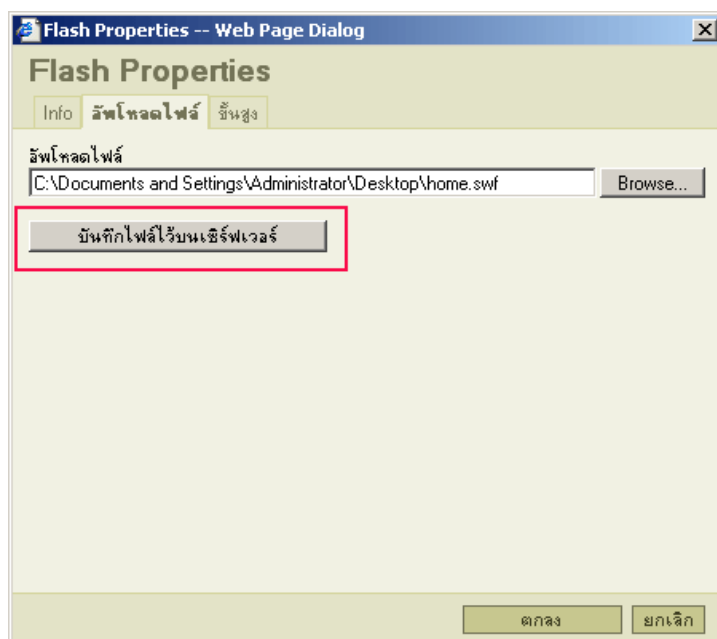 Flash Properties -- Web Page Dialog
Flash Properties
Info อัพโหลดไฟล์ ขั้นสูง
อัพโหลดไฟล์
C:\Documents and Settings\Administrator\Desktop\home.swf Browse...
บันทึกไฟล์ไว้บนเซิร์ฟเวอร์
ตกลง ยกเลิก